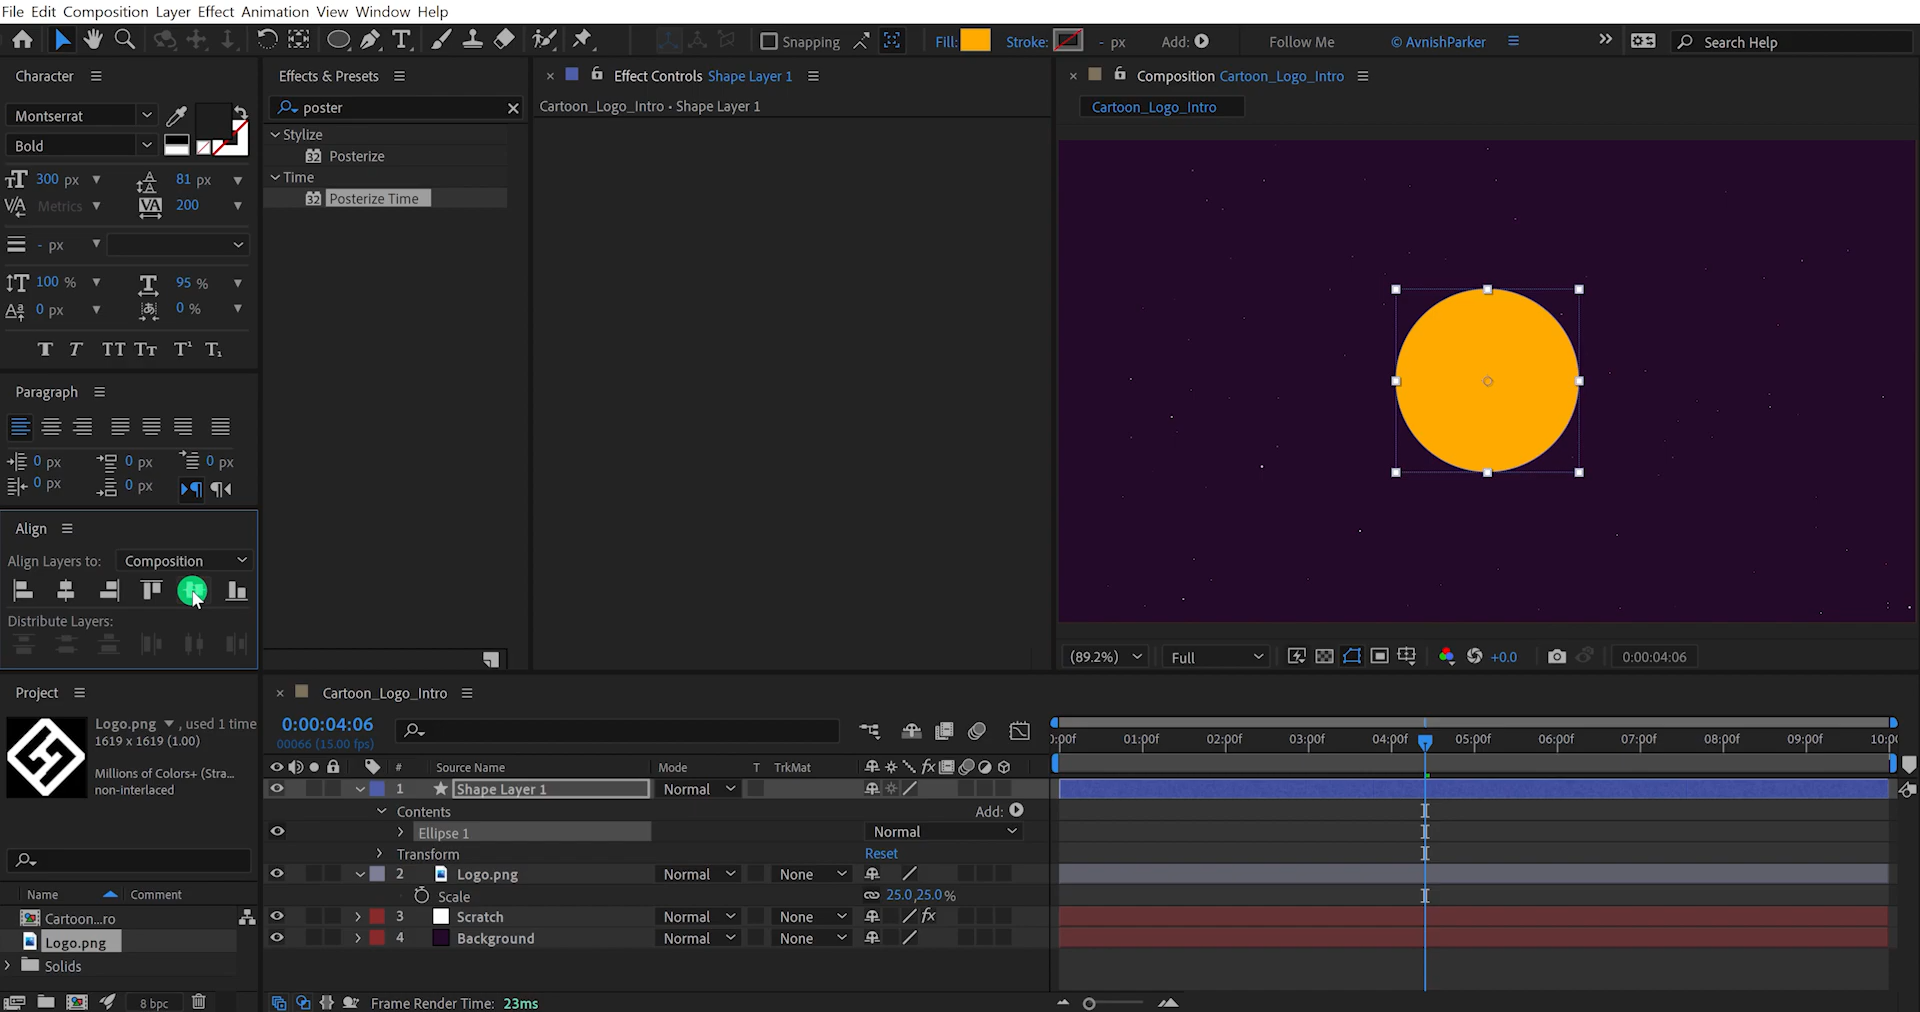 File Edit Composition Layer Effect Animation View Window Help
Snapping
Fill:
Stroke:
- px
Add:
Follow Me
© AvnishParker
Search Help
Character
Montserrat
Bold
300 px
81 px
Metrics
200
- px
100 %
95 %
0 px
0 %
T T TT Tт T¹ T₁
Paragraph
0 px 0 px 0 px
0 px 0 px
Align
Align Layers to: Composition
Distribute Layers:
Effects & Presets
poster
Stylize
32 Posterize
Time
32 Posterize Time
Effect Controls Shape Layer 1
Cartoon_Logo_Intro • Shape Layer 1
Composition Cartoon_Logo_Intro
Cartoon_Logo_Intro
(89.2%) Full +0.0 0:00:04:06
Project
Logo.png , used 1 time
1619 x 1619 (1.00)
Millions of Colors+ (Stra...
non-interlaced
Name Comment
Cartoon...ro
Logo.png
Solids
8 bpc
Cartoon_Logo_Intro
0:00:04:06
00066 (15.00 fps)
# Source Name Mode T TrkMat fx
1 Shape Layer 1 Normal
Contents Add:
Ellipse 1 Normal
Transform Reset
2 Logo.png Normal None
Scale 25.0,25.0 %
3 Scratch Normal None fx
4 Background Normal None
Frame Render Time: 23ms
0:00f 01:00f 02:00f 03:00f 04:00f 05:00f 06:00f 07:00f 08:00f 09:00f 10:00